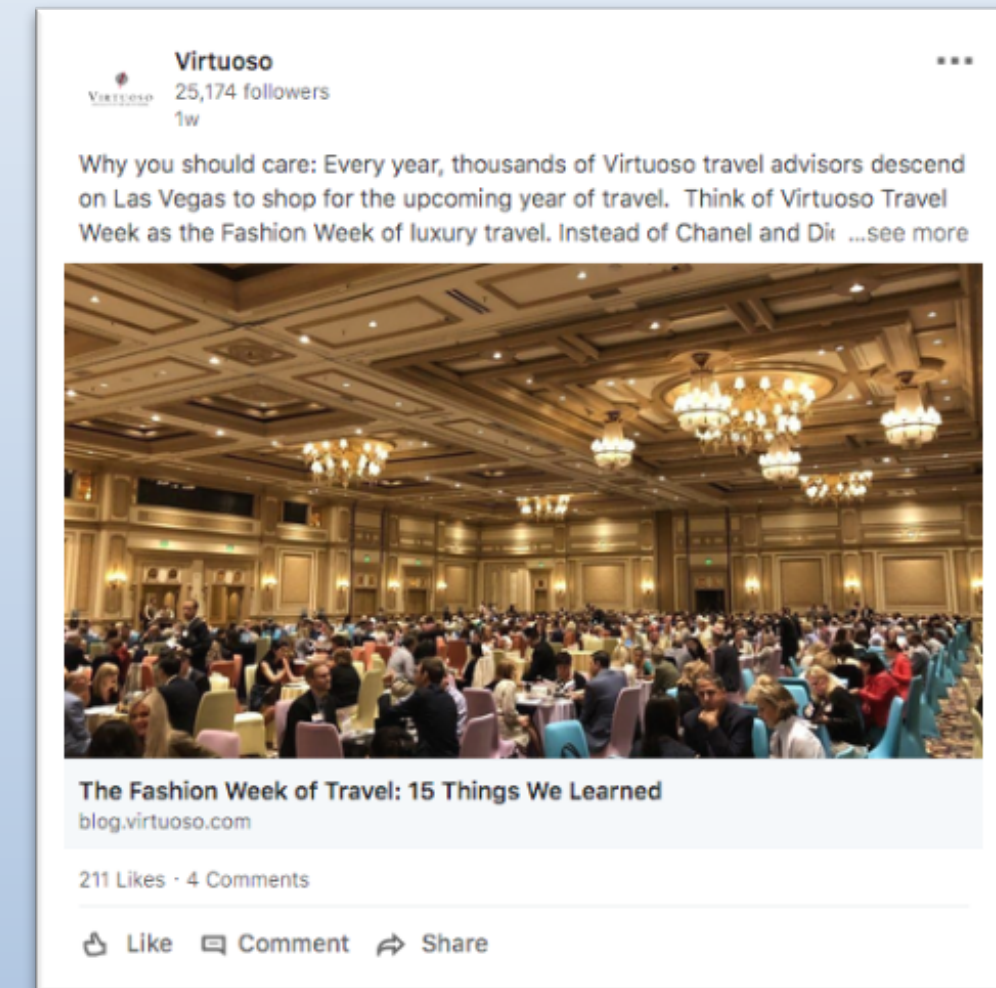 Virtuoso
VIRTUOSO
25,174 followers
1w
Why you should care: Every year, thousands of Virtuoso travel advisors descend
on Las Vegas to shop for the upcoming year of travel.  Think of Virtuoso Travel
Week as the Fashion Week of luxury travel. Instead of Chanel and Di ...see more
The Fashion Week of Travel: 15 Things We Learned
blog.virtuoso.com
211 Likes · 4 Comments
Like Comment Share